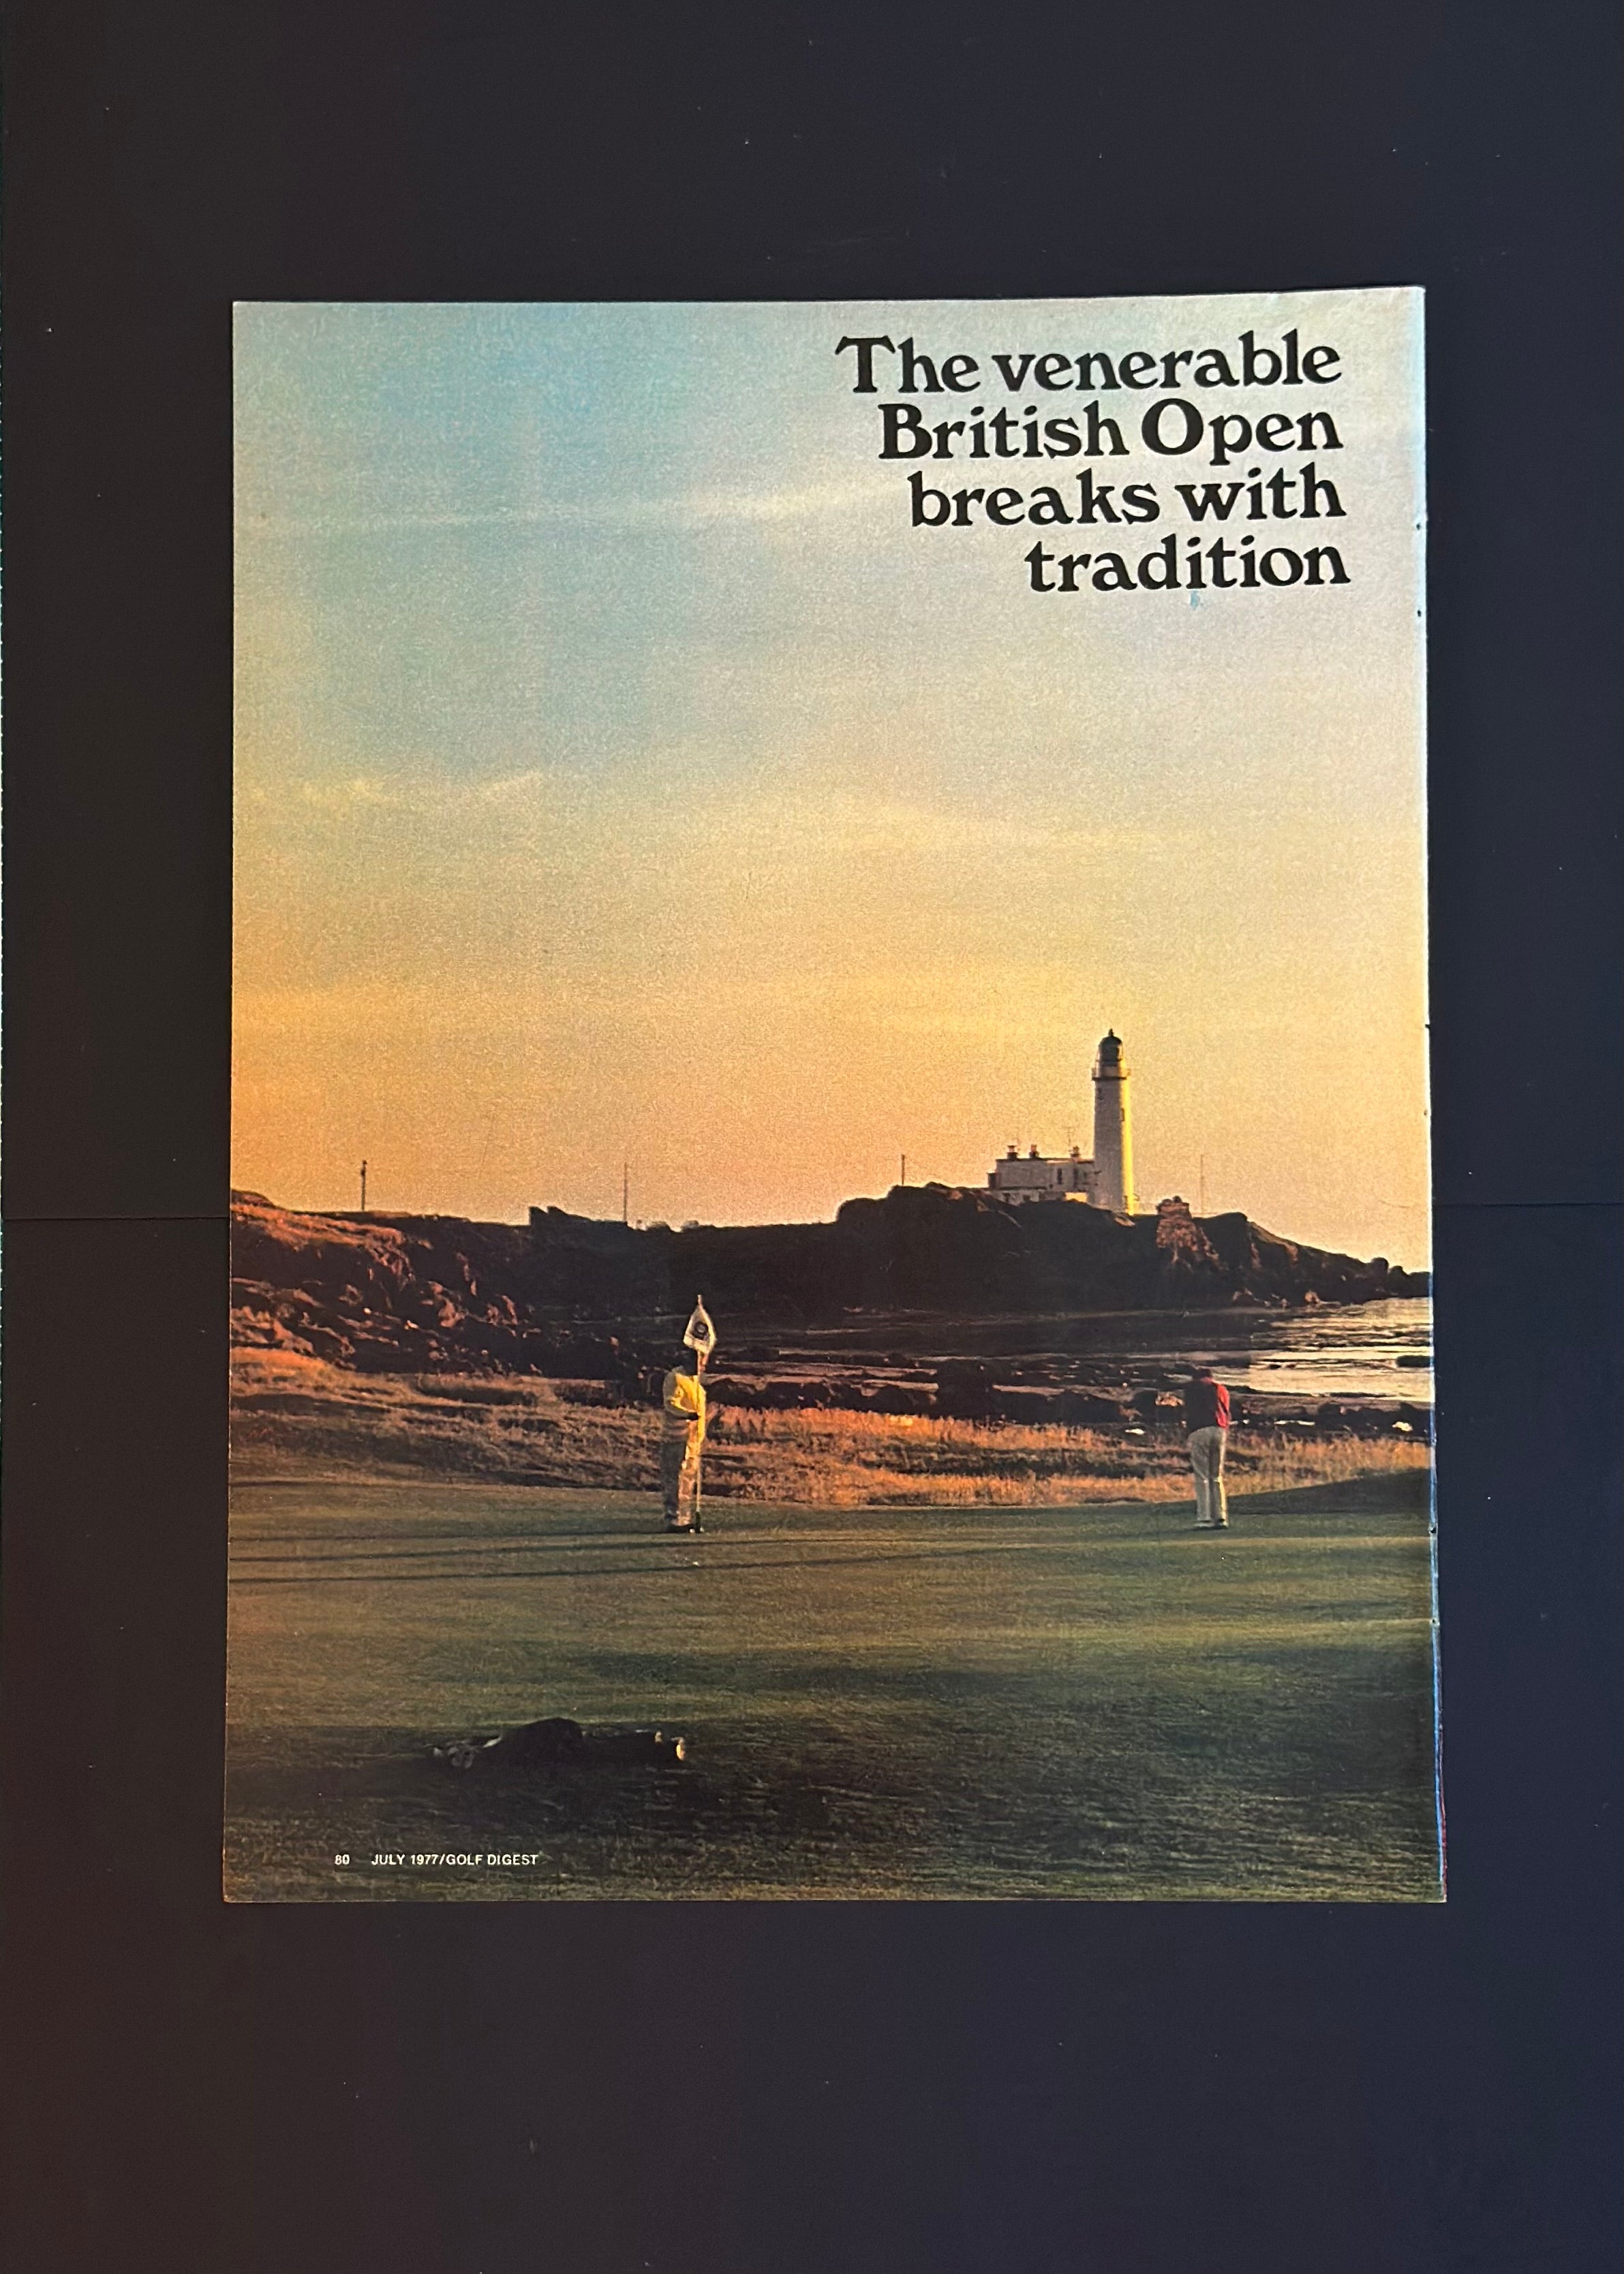 The venerable
British Open
breaks with
tradition
80 JULY 1977/GOLF DIGEST